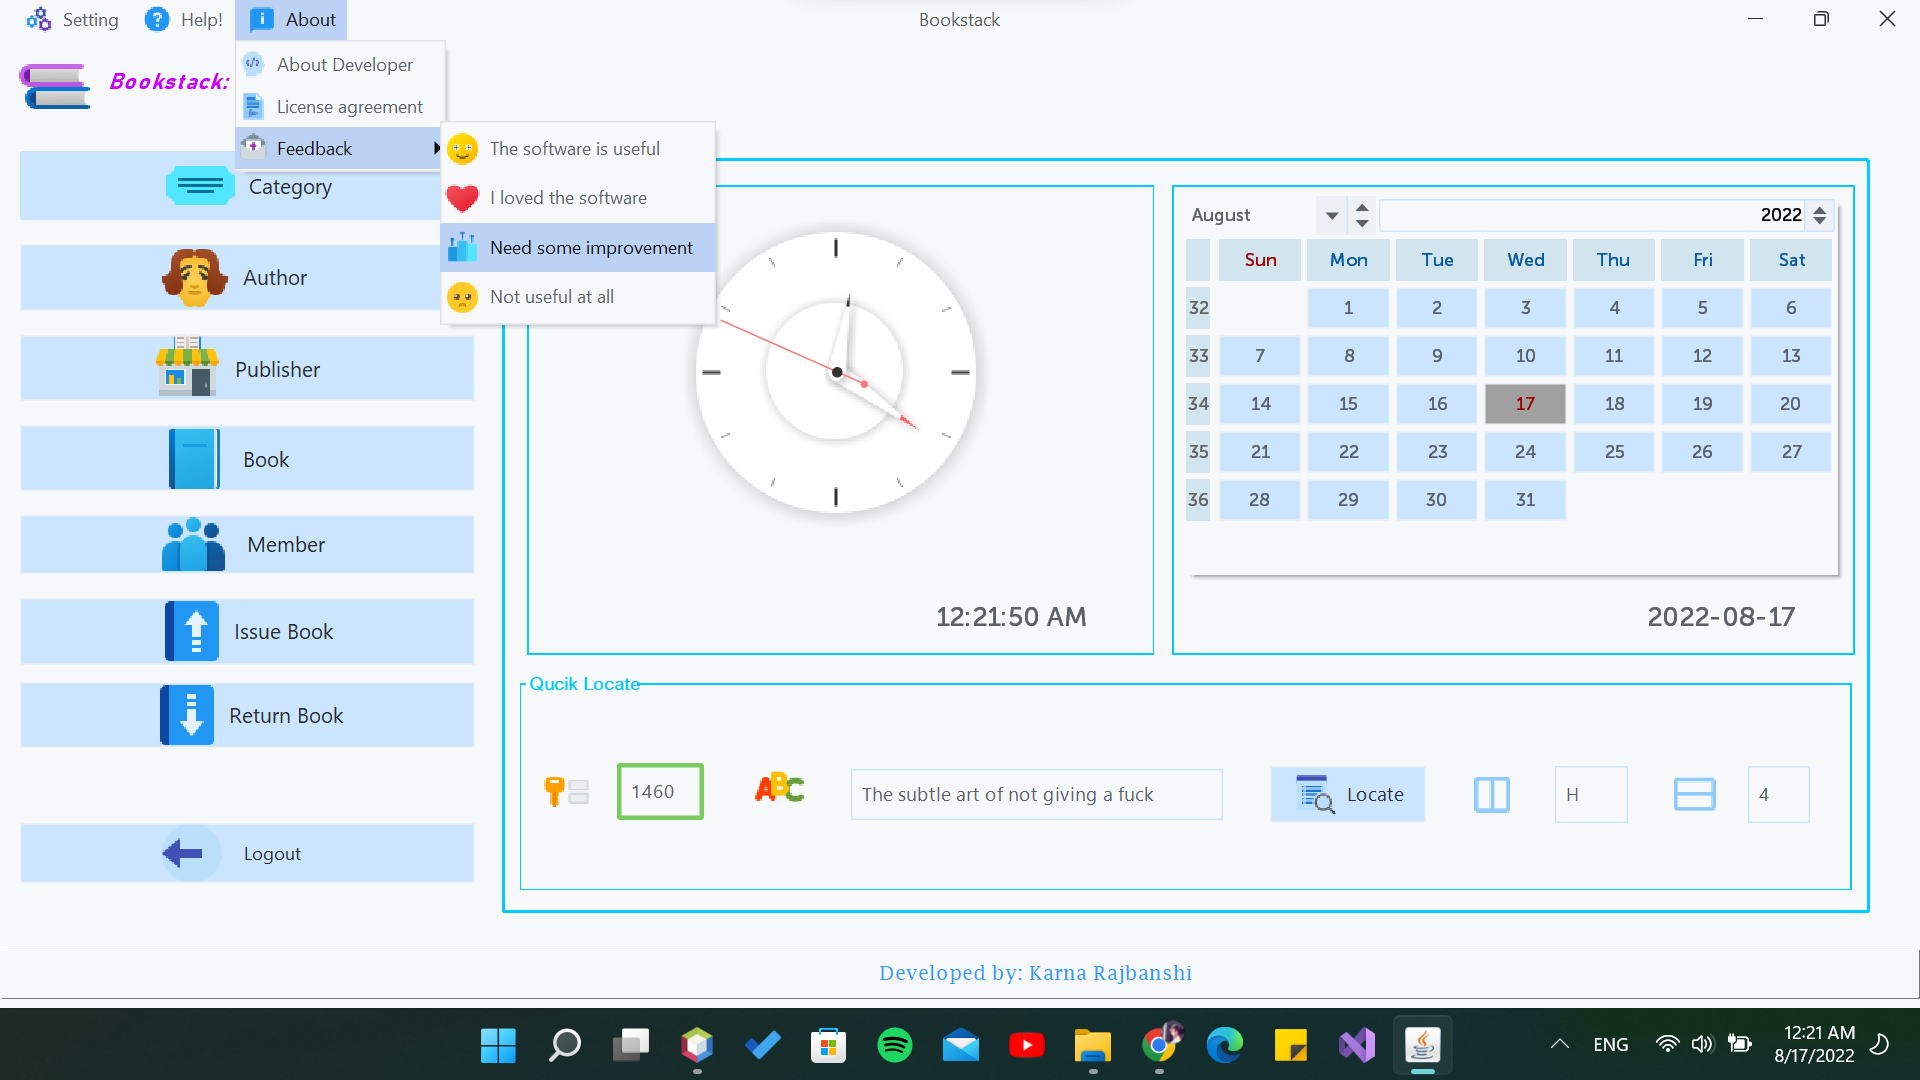 Setting Help! About Bookstack
About Developer
Bookstack:
License agreement
Feedback
The software is useful
I loved the software
Need some improvement
Not useful at all
Category
Author
Publisher
Book
Member
Issue Book
Return Book
Logout
12:21:50 AM
August 2022
Sun Mon Tue Wed Thu Fri Sat
32 1 2 3 4 5 6
33 7 8 9 10 11 12 13
34 14 15 16 17 18 19 20
35 21 22 23 24 25 26 27
36 28 29 30 31
2022-08-17
Qucik Locate
1460 ABC The subtle art of not giving a fuck Locate H 4
Developed by: Karna Rajbanshi
ENG
12:21 AM
8/17/2022